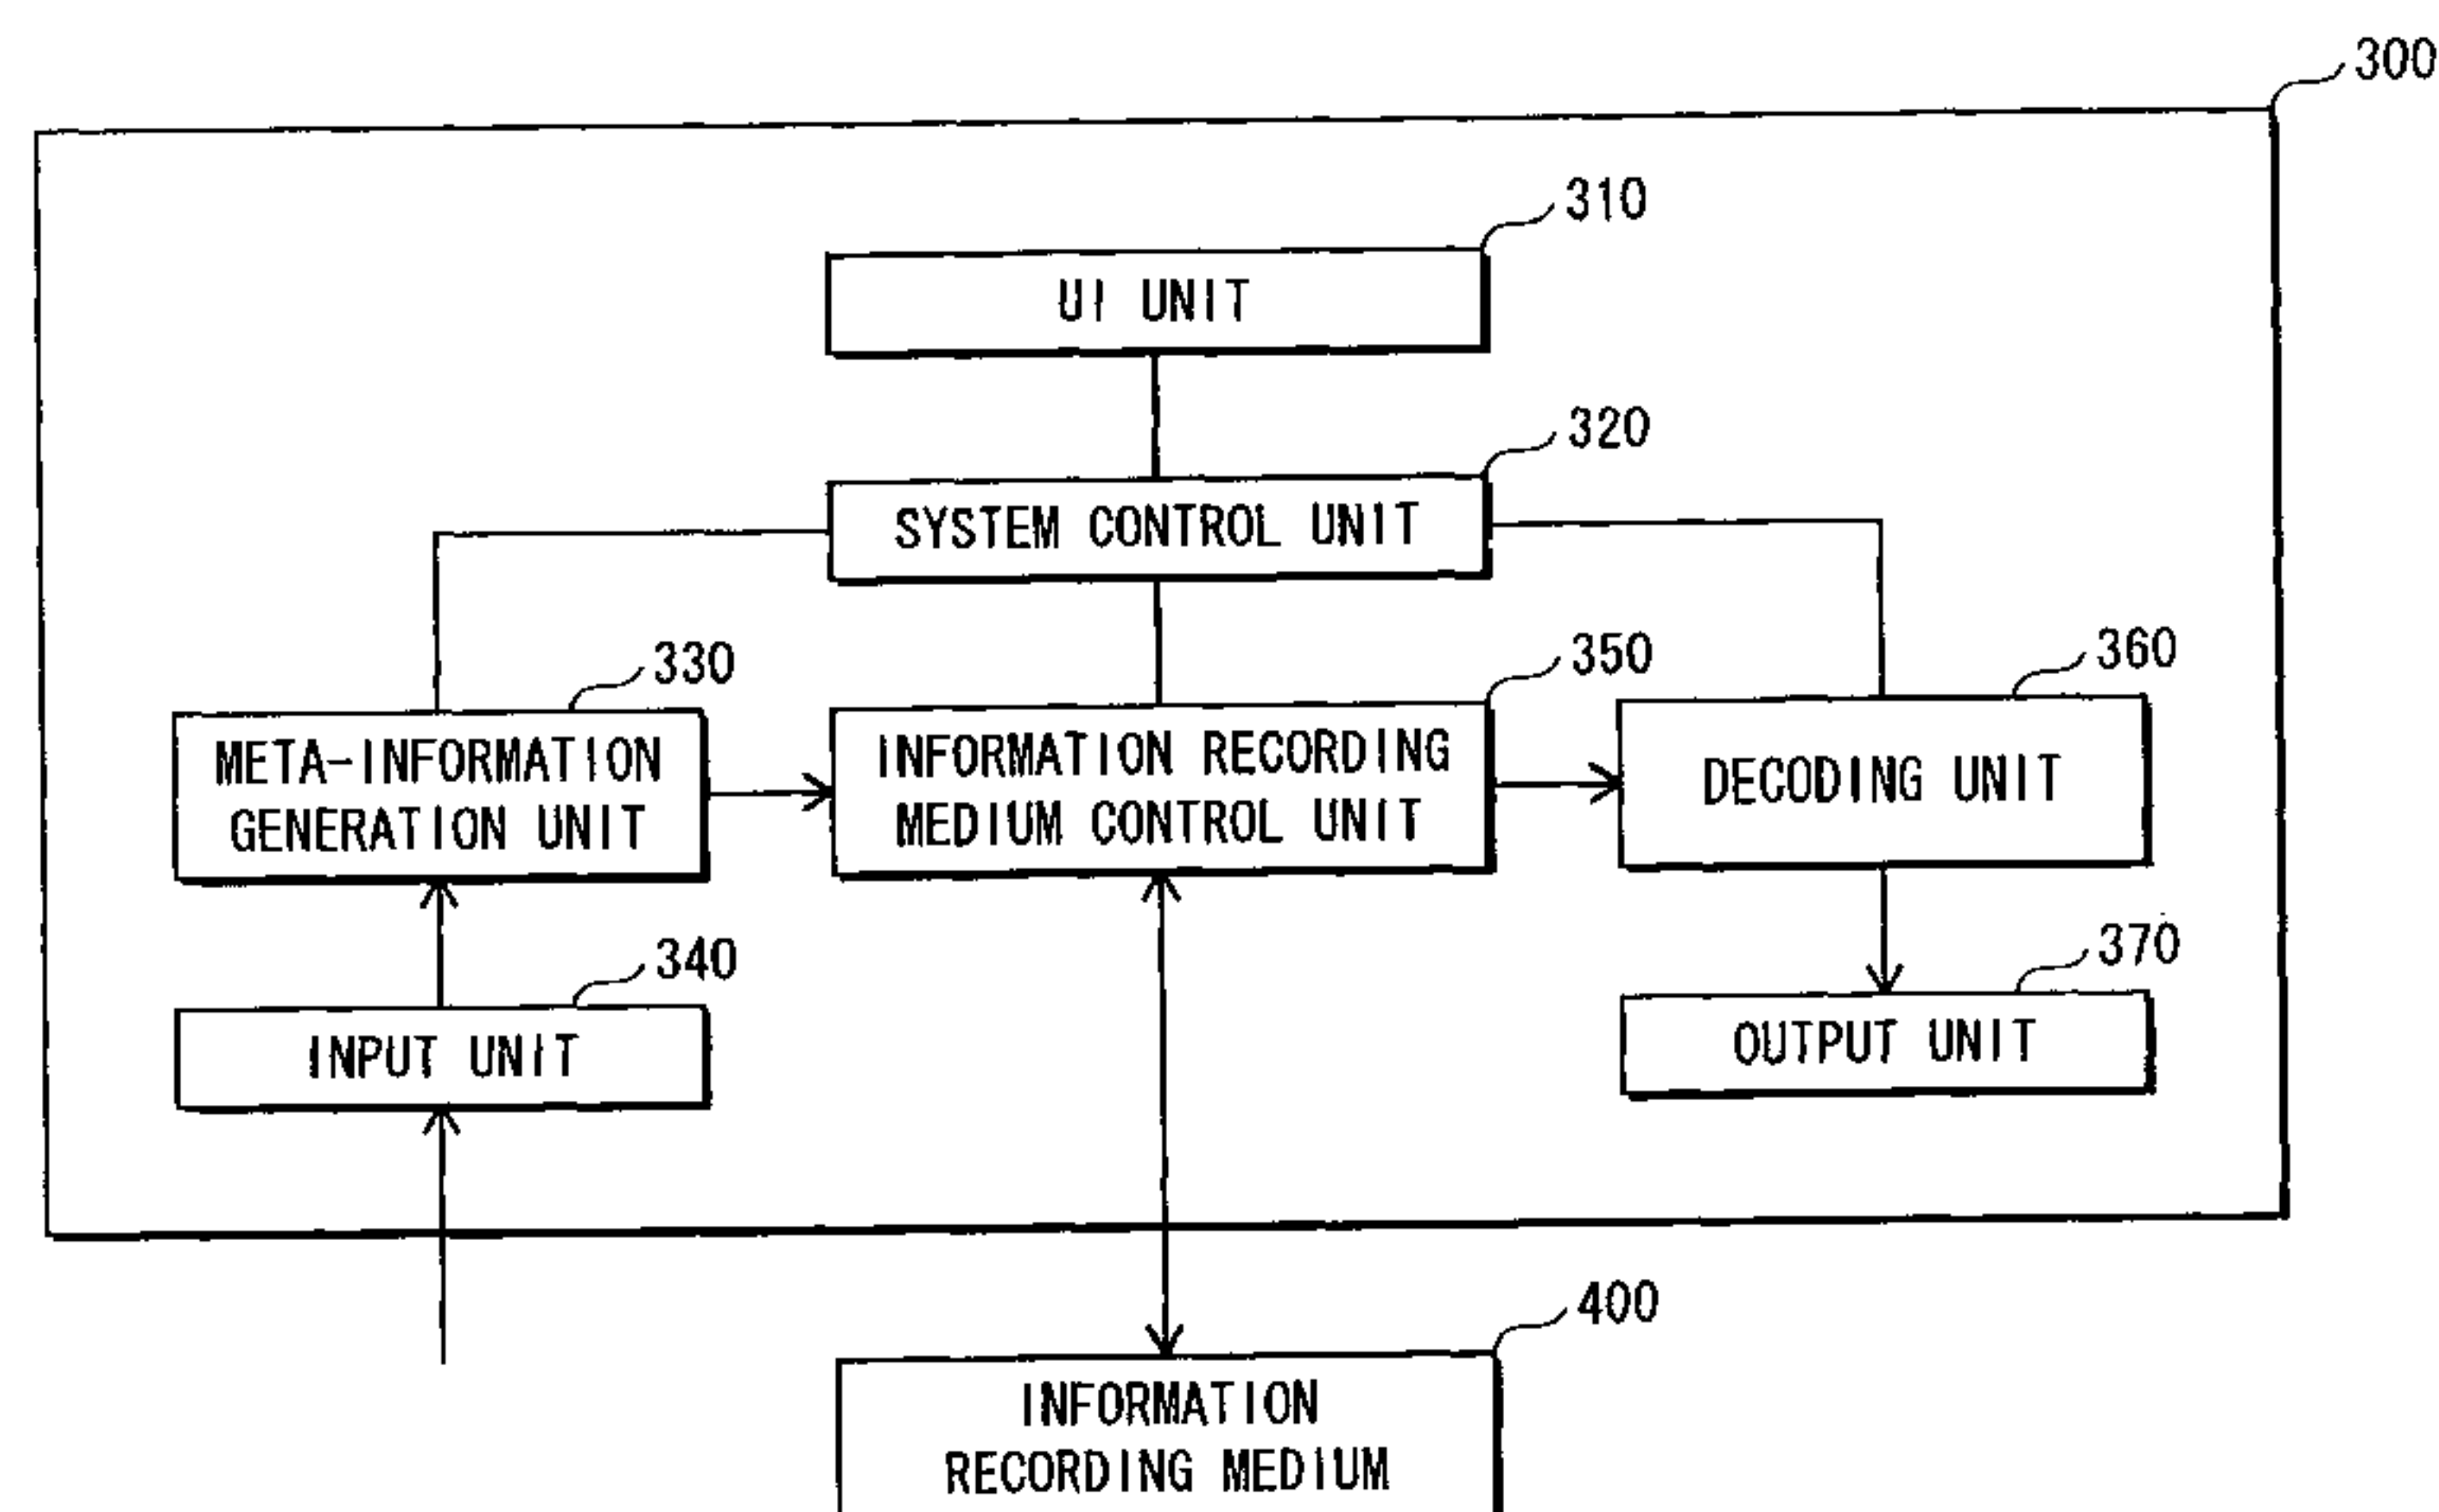 300
310
UI UNIT
320
SYSTEM CONTROL UNIT
330
350
360
META-INFORMATION
GENERATION UNIT
INFORMATION RECORDING
MEDIUM CONTROL UNIT
DECODING UNIT
340
370
INPUT UNIT
OUTPUT UNIT
400
INFORMATION
RECORDING MEDIUM